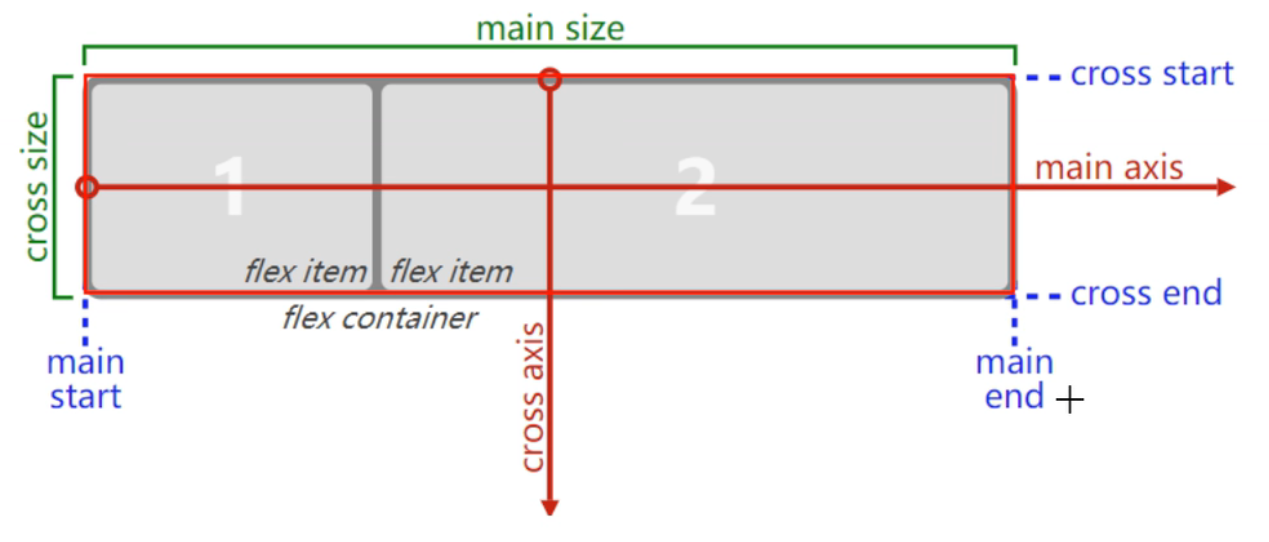 main size
cross start
cross size
main axis
1
2
flex item
flex item
cross end
flex container
cross axis
main
start
main
end